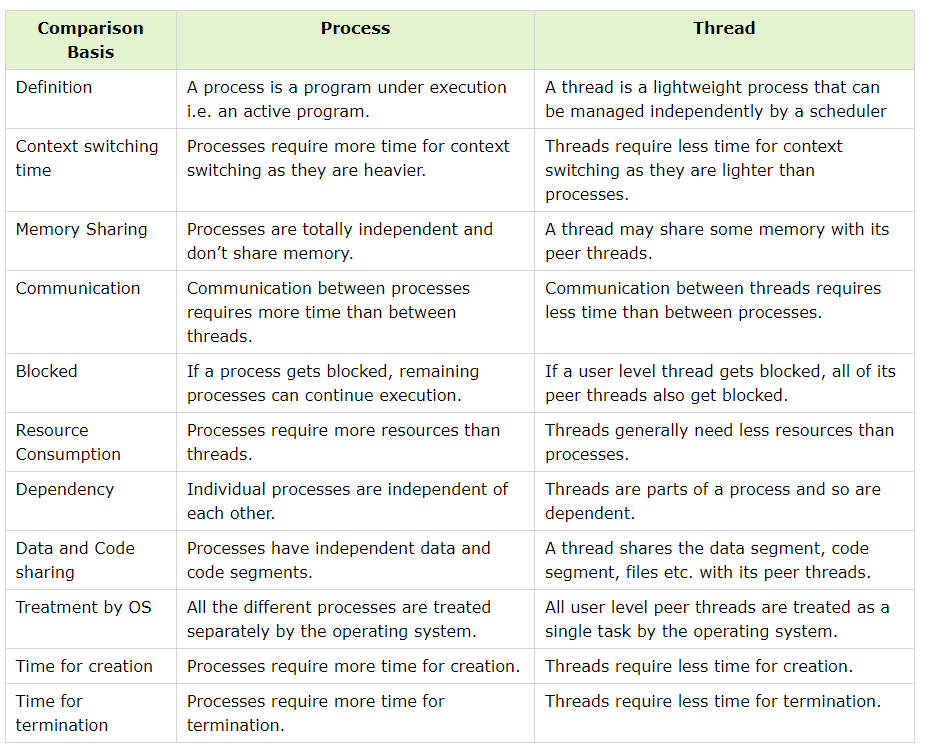 Comparison Basis Process Thread
Definition A process is a program under execution i.e. an active program. A thread is a lightweight process that can be managed independently by a scheduler
Context switching time Processes require more time for context switching as they are heavier. Threads require less time for context switching as they are lighter than processes.
Memory Sharing Processes are totally independent and don’t share memory. A thread may share some memory with its peer threads.
Communication Communication between processes requires more time than between threads. Communication between threads requires less time than between processes.
Blocked If a process gets blocked, remaining processes can continue execution. If a user level thread gets blocked, all of its peer threads also get blocked.
Resource Consumption Processes require more resources than threads. Threads generally need less resources than processes.
Dependency Individual processes are independent of each other. Threads are parts of a process and so are dependent.
Data and Code sharing Processes have independent data and code segments. A thread shares the data segment, code segment, files etc. with its peer threads.
Treatment by OS All the different processes are treated separately by the operating system. All user level peer threads are treated as a single task by the operating system.
Time for creation Processes require more time for creation. Threads require less time for creation.
Time for termination Processes require more time for termination. Threads require less time for termination.